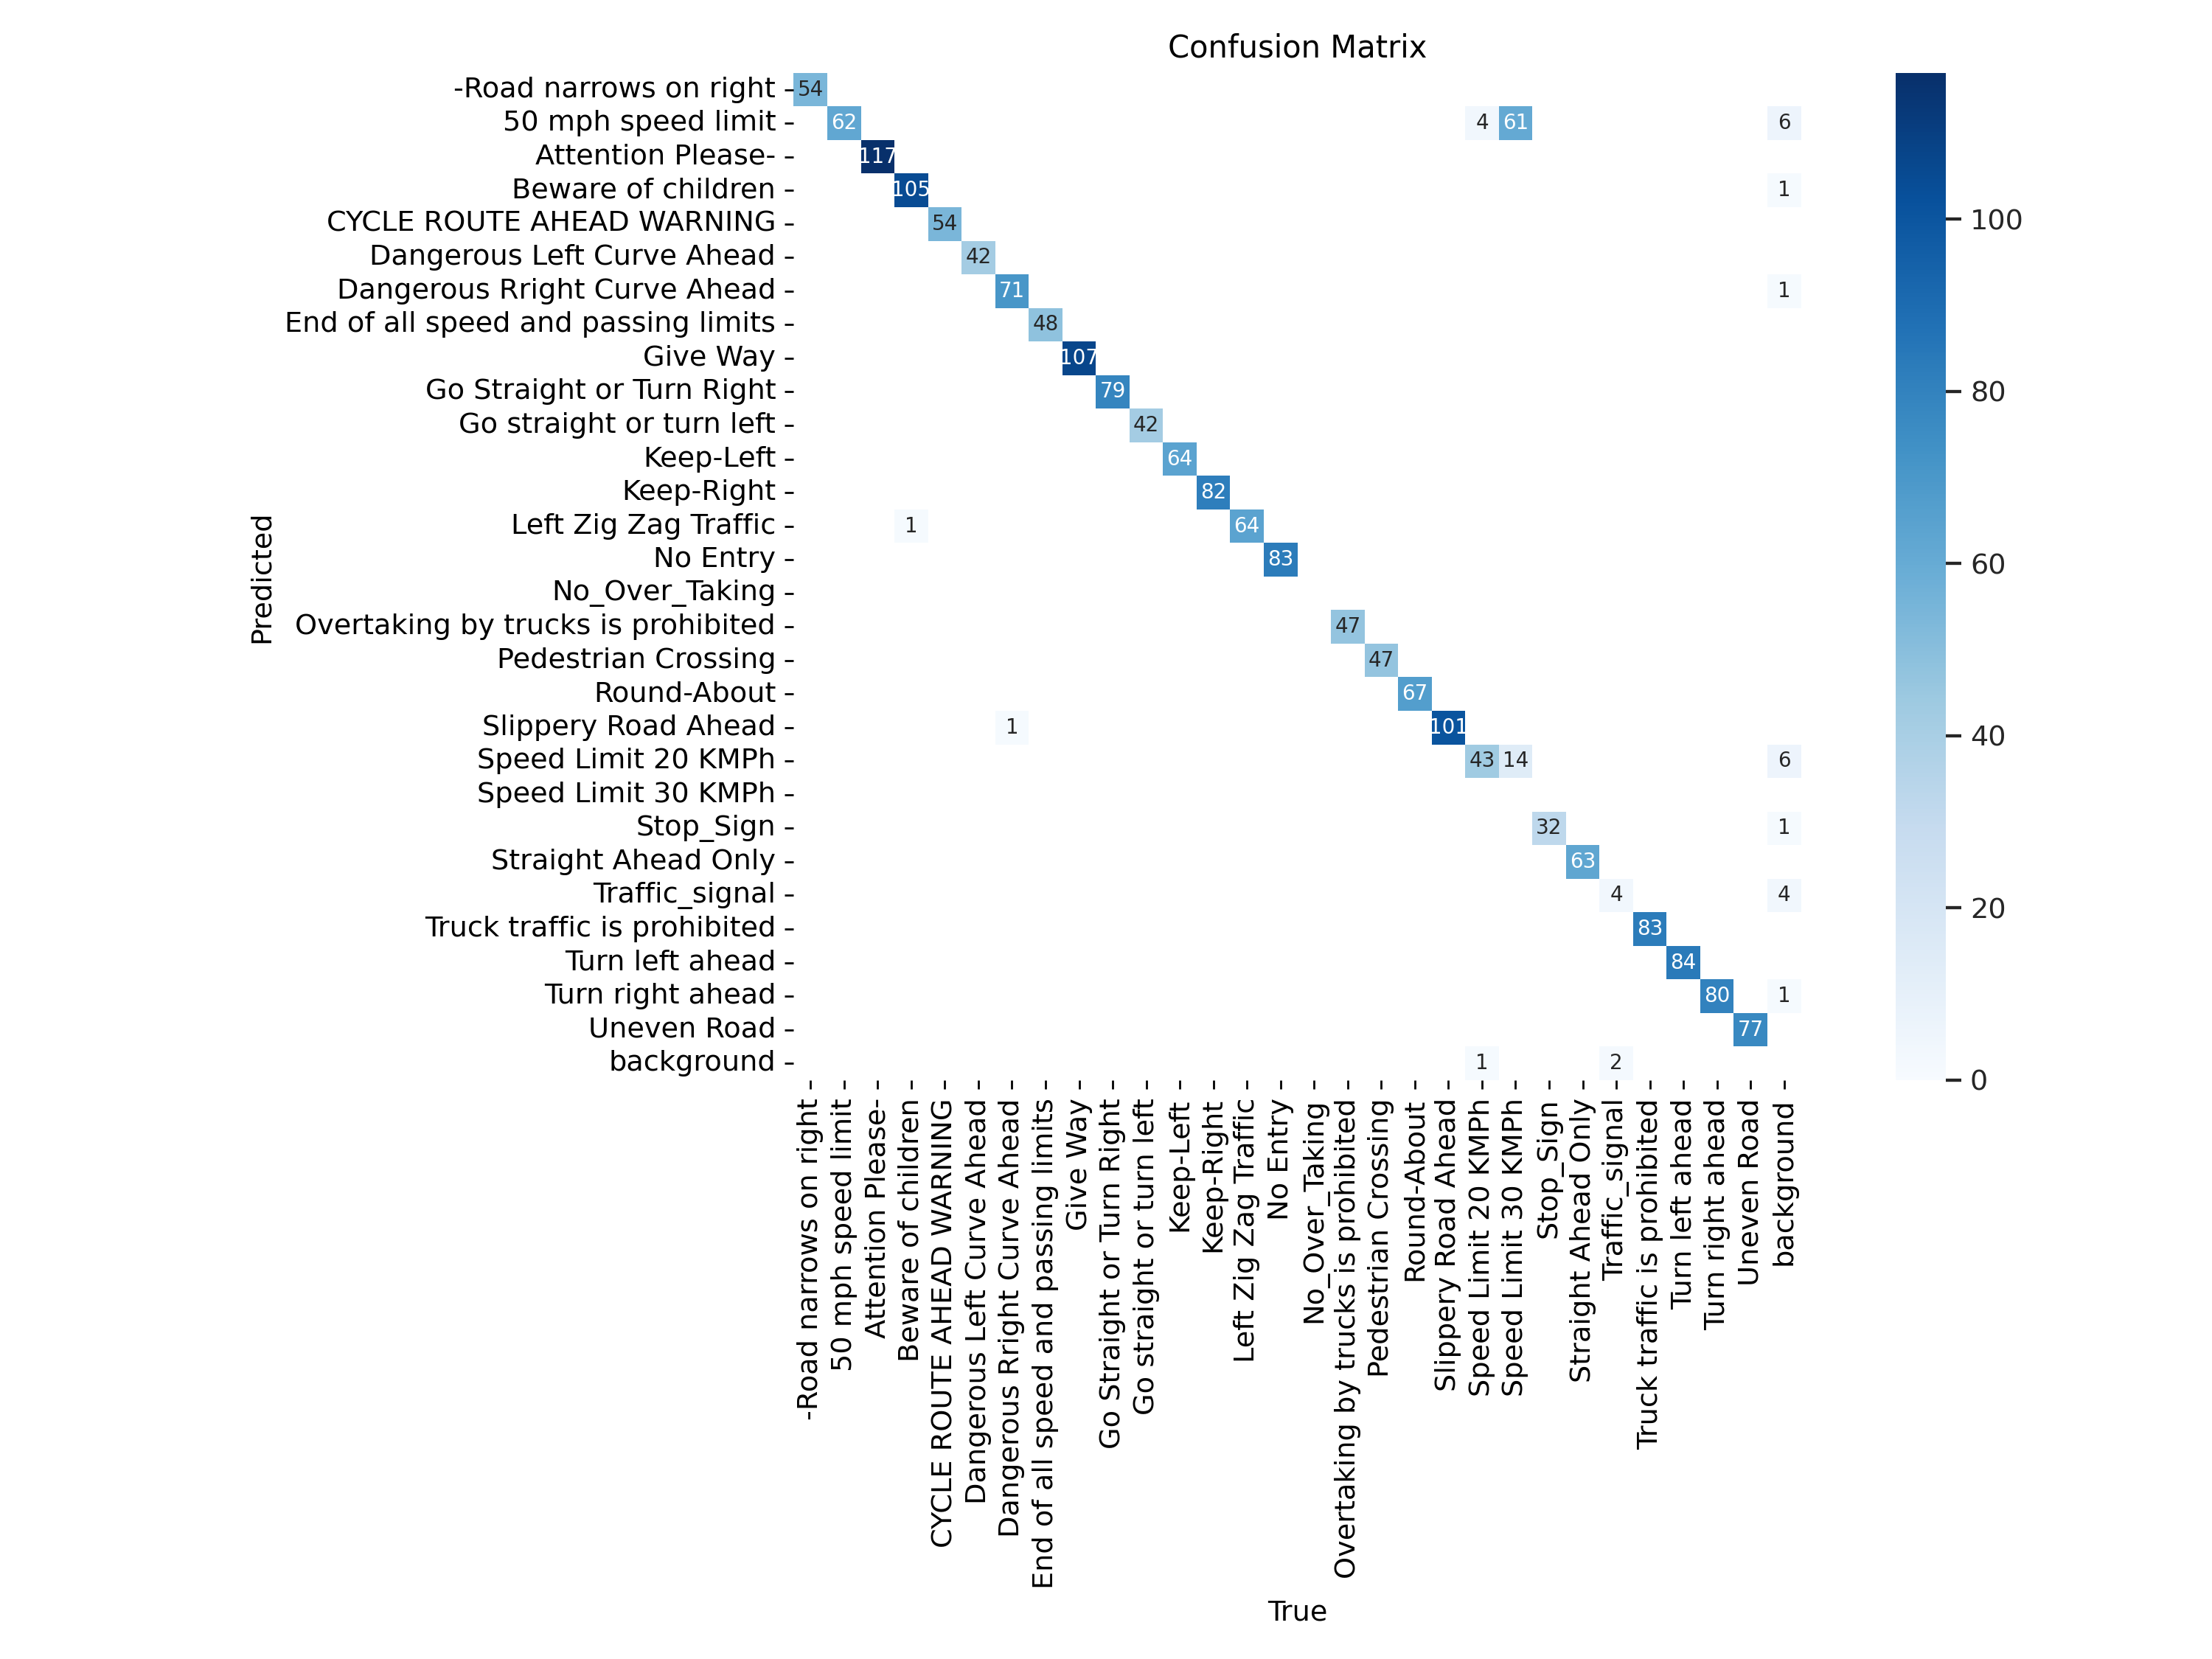 Confusion Matrix
-Road narrows on right 54
50 mph speed limit 62 4 61 6
Attention Please- 117
Beware of children 105 1
CYCLE ROUTE AHEAD WARNING 54
Dangerous Left Curve Ahead 42
Dangerous Rright Curve Ahead 71 1
End of all speed and passing limits 48
Give Way 107
Go Straight or Turn Right 79
Go straight or turn left 42
Keep-Left 64
Keep-Right 82
Left Zig Zag Traffic 1 64
No Entry 83
No_Over_Taking
Overtaking by trucks is prohibited 47
Pedestrian Crossing 47
Round-About 67
Slippery Road Ahead 1 101
Speed Limit 20 KMPh 43 14 6
Speed Limit 30 KMPh
Stop_Sign 32 1
Straight Ahead Only 63
Traffic_signal 4 4
Truck traffic is prohibited 83
Turn left ahead 84
Turn right ahead 80 1
Uneven Road 77
background 1 2
Predicted
-Road narrows on right
50 mph speed limit
Attention Please-
Beware of children
CYCLE ROUTE AHEAD WARNING
Dangerous Left Curve Ahead
Dangerous Rright Curve Ahead
End of all speed and passing limits
Give Way
Go Straight or Turn Right
Go straight or turn left
Keep-Left
Keep-Right
Left Zig Zag Traffic
No Entry
No_Over_Taking
Overtaking by trucks is prohibited
Pedestrian Crossing
Round-About
Slippery Road Ahead
Speed Limit 20 KMPh
Speed Limit 30 KMPh
Stop_Sign
Straight Ahead Only
Traffic_signal
Truck traffic is prohibited
Turn left ahead
Turn right ahead
Uneven Road
background
True
100
80
60
40
20
0